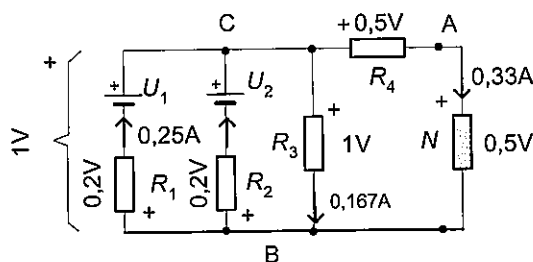 C
A
+
+0,5V
R4
0,33A
1V
+
U1
+
U2
0,25A
+
R3
1V
+
N
0,5V
0,2V
R1
+
0,2V
R2
+
0,167A
B